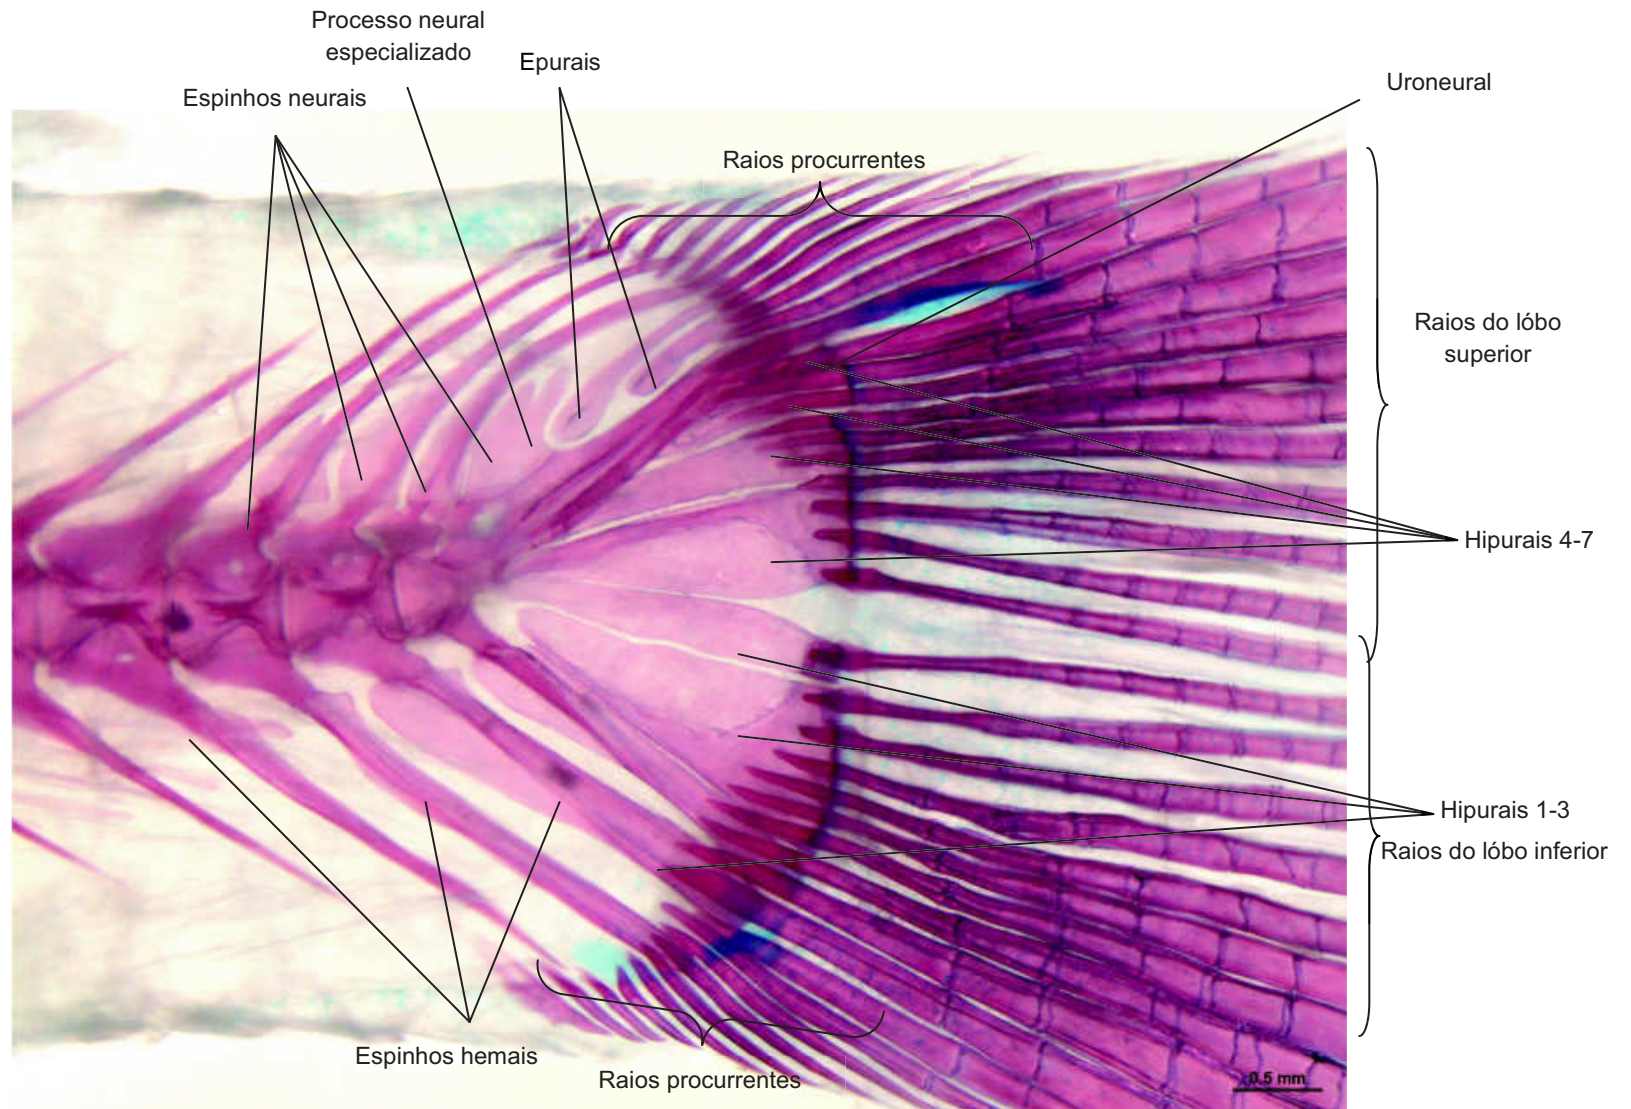 Processo neural
especializado
Epurais
Uroneural
Espinhos neurais
Raios procurrentes
Raios do lóbo
superior
Hipurais 4-7
Hipurais 1-3
Raios do lóbo inferior
Espinhos hemais
Raios procurrentes
0.5 mm